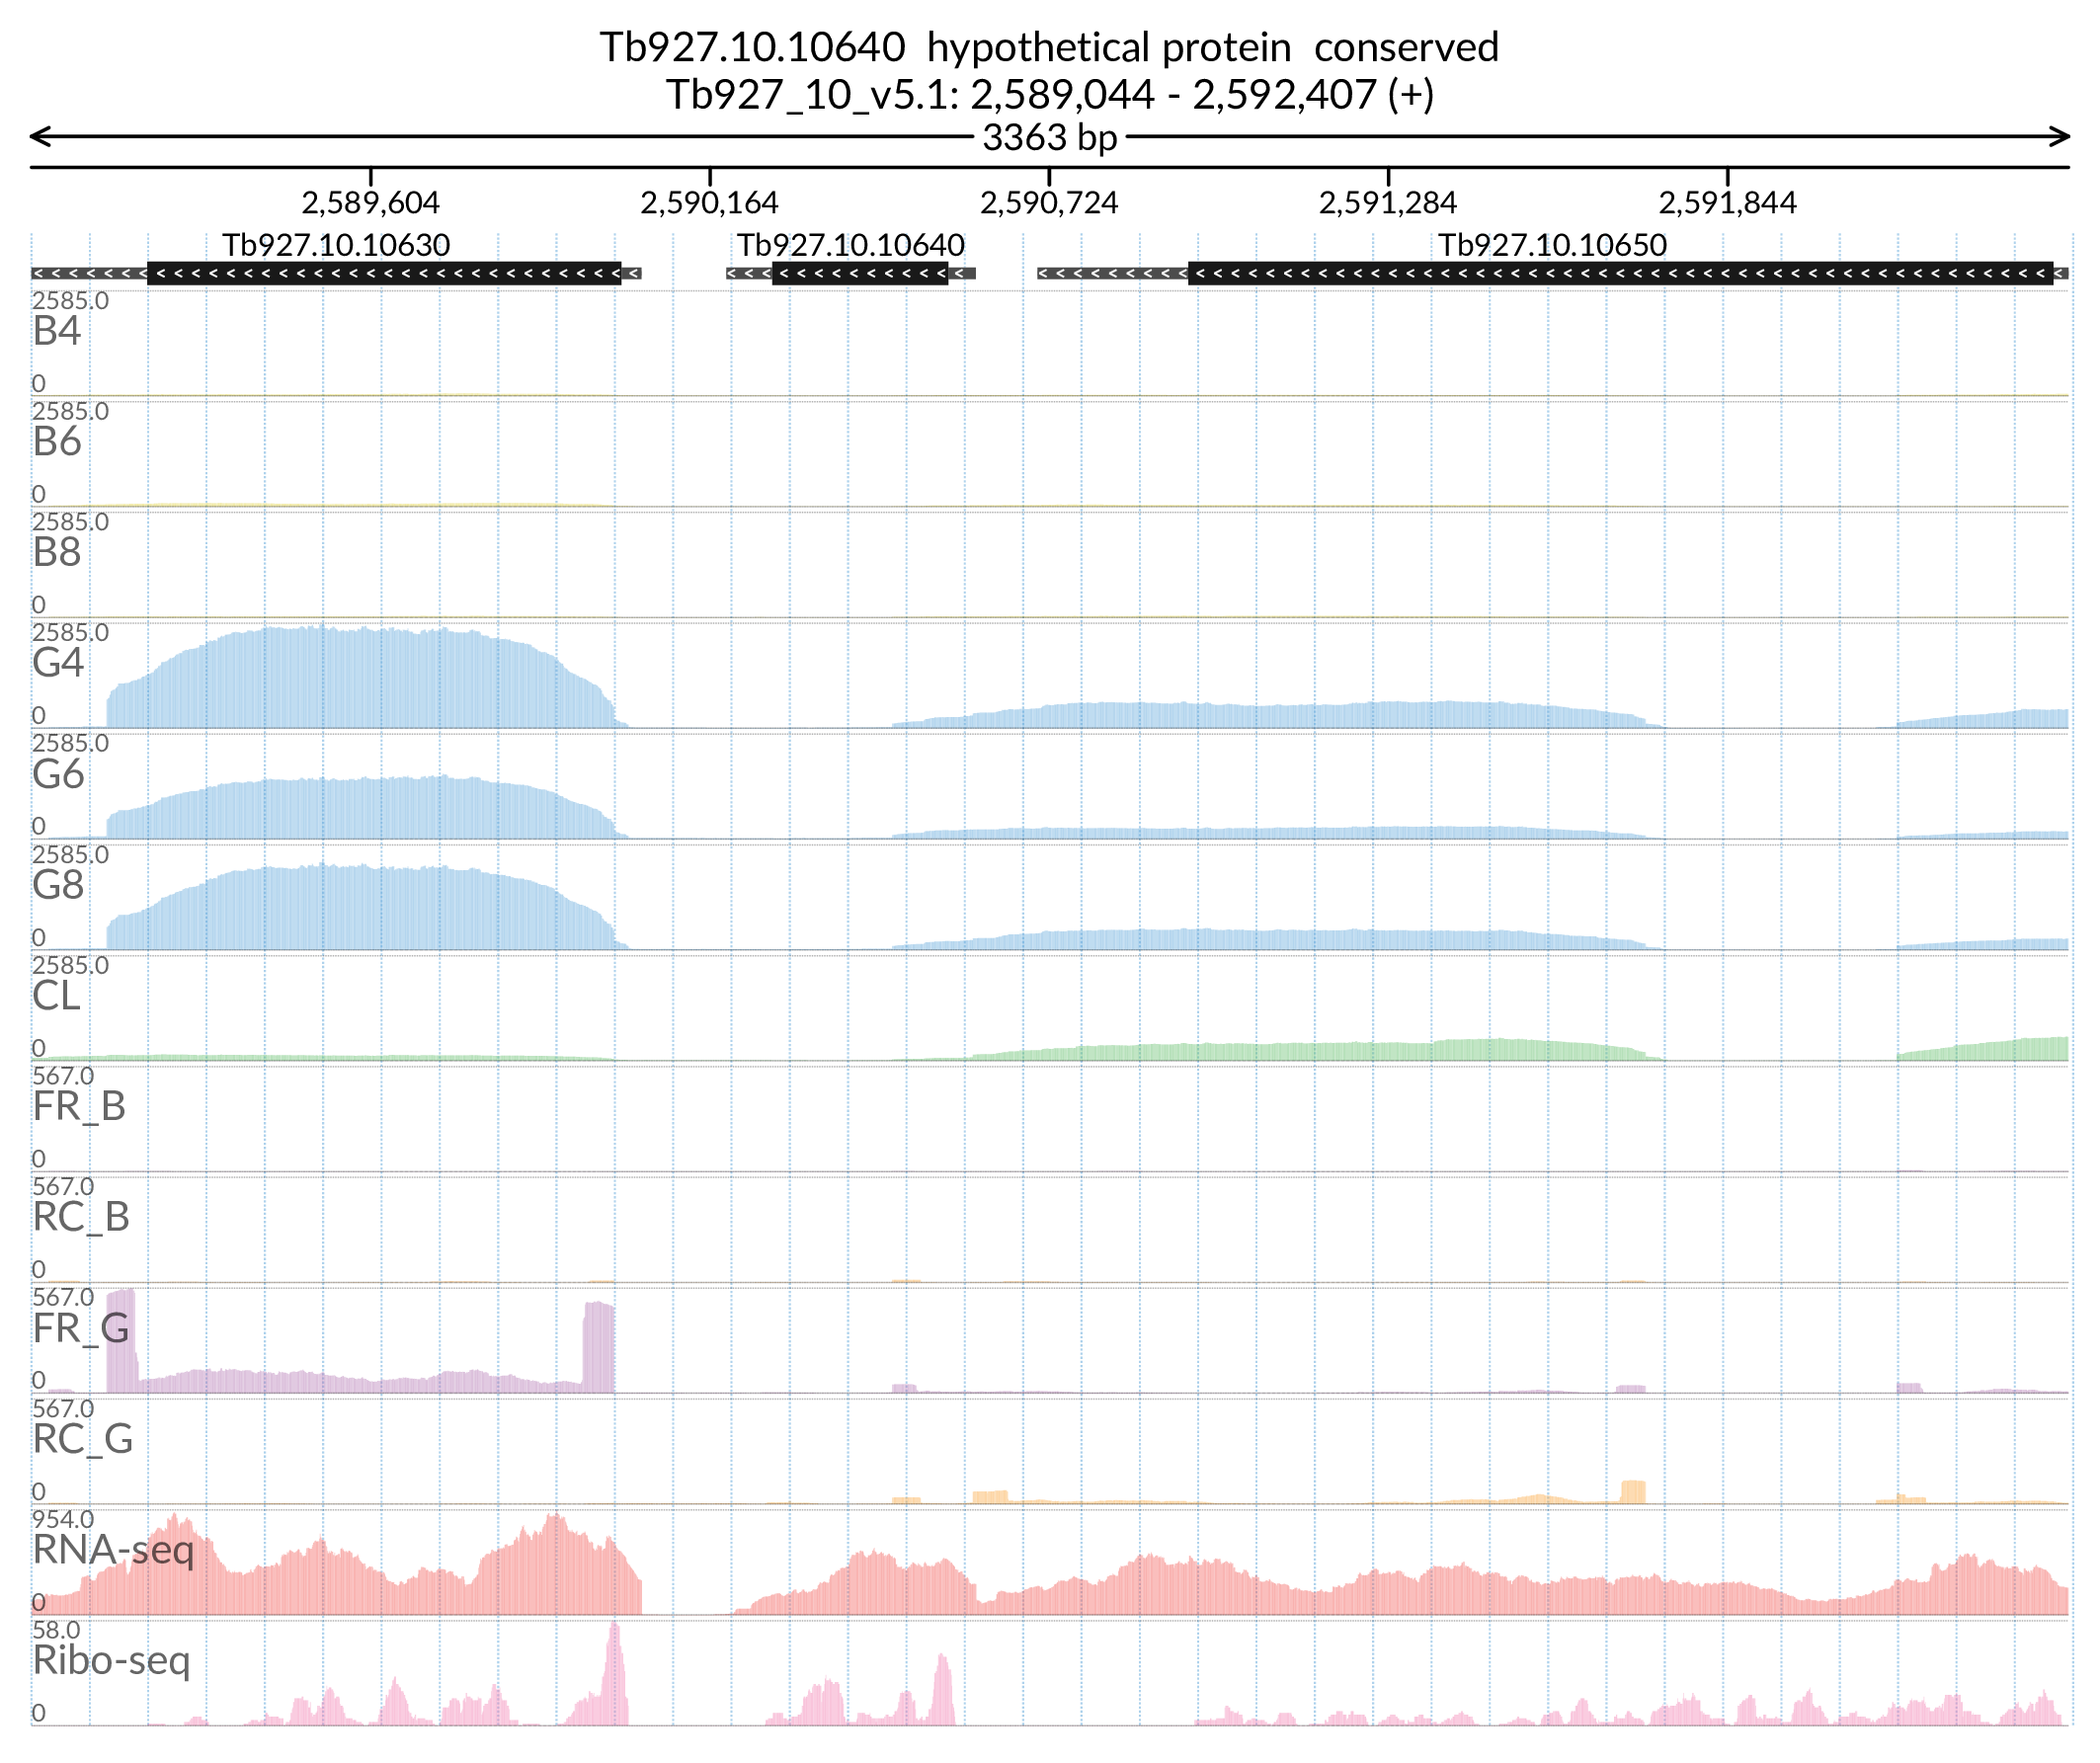 Tb927.10.10640 hypothetical protein conserved
Tb927_10_v5.1: 2,589,044 - 2,592,407 (+)
3363 bp
2,589,604 2,590,164 2,590,724 2,591,284 2,591,844
Tb927.10.10630 Tb927.10.10640 Tb927.10.10650
2585.0
B4
0
2585.0
B6
0
2585.0
B8
0
2585.0
G4
0
2585.0
G6
0
2585.0
G8
0
2585.0
CL
0
567.0
FR_B
0
567.0
RC_B
0
567.0
FR_G
0
567.0
RC_G
0
954.0
RNA-seq
0
58.0
Ribo-seq
0